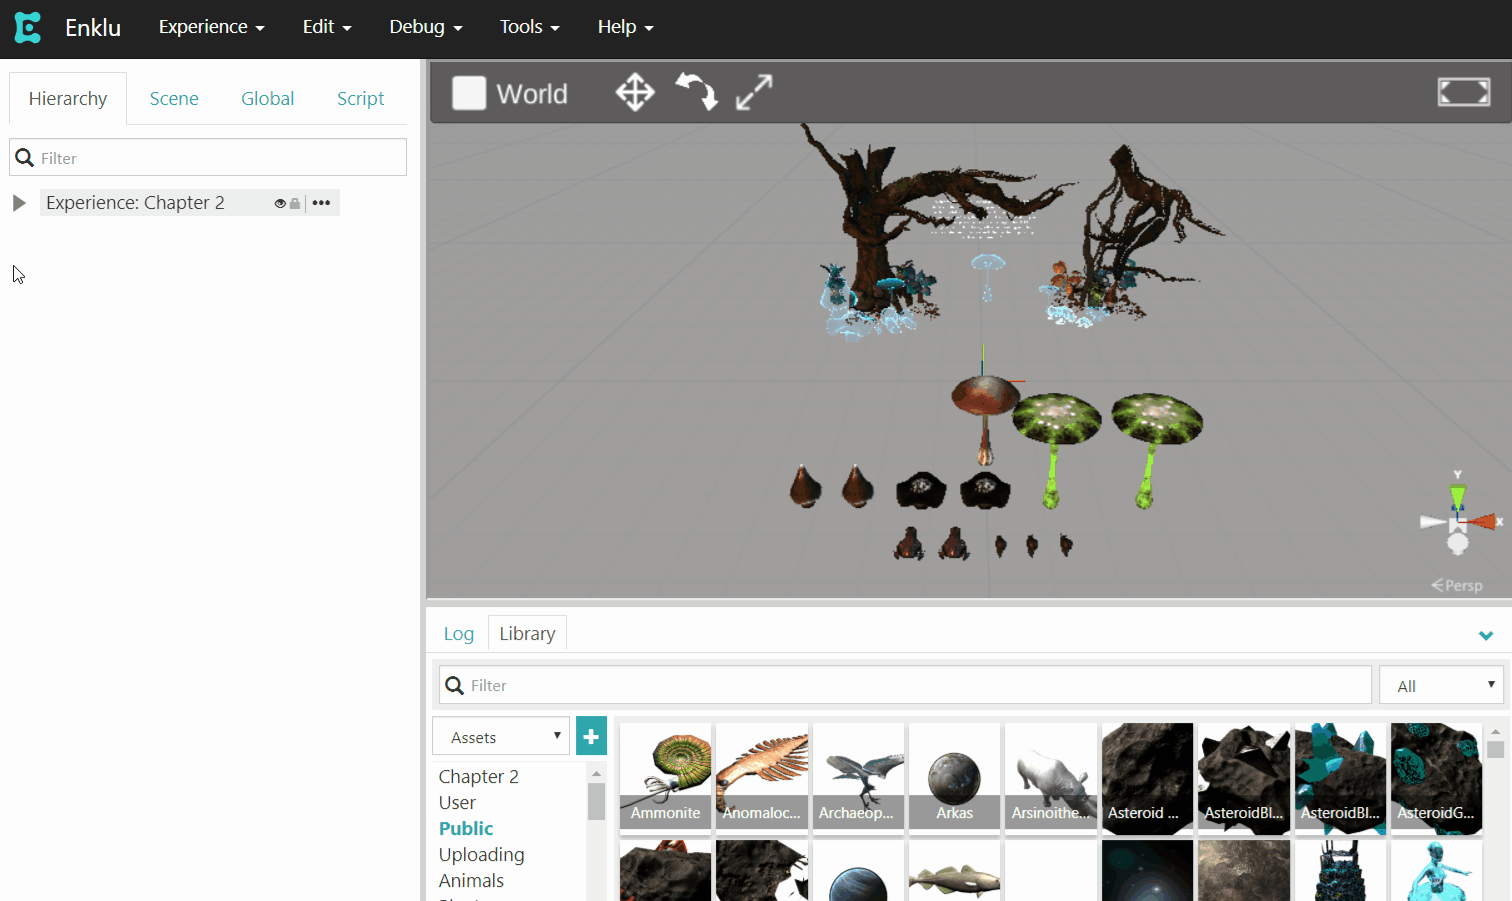 Enklu Experience Edit Debug Tools Help
Hierarchy Scene Global Script
Filter
Experience: Chapter 2
World
Y
X
Persp
Log Library
Filter
All
Assets
Chapter 2
User
Public
Uploading
Animals
Ammonite Anomaloc... Archaeop... Arkas Arsinoithe... Asteroid ... AsteroidBl... AsteroidBl... AsteroidG...